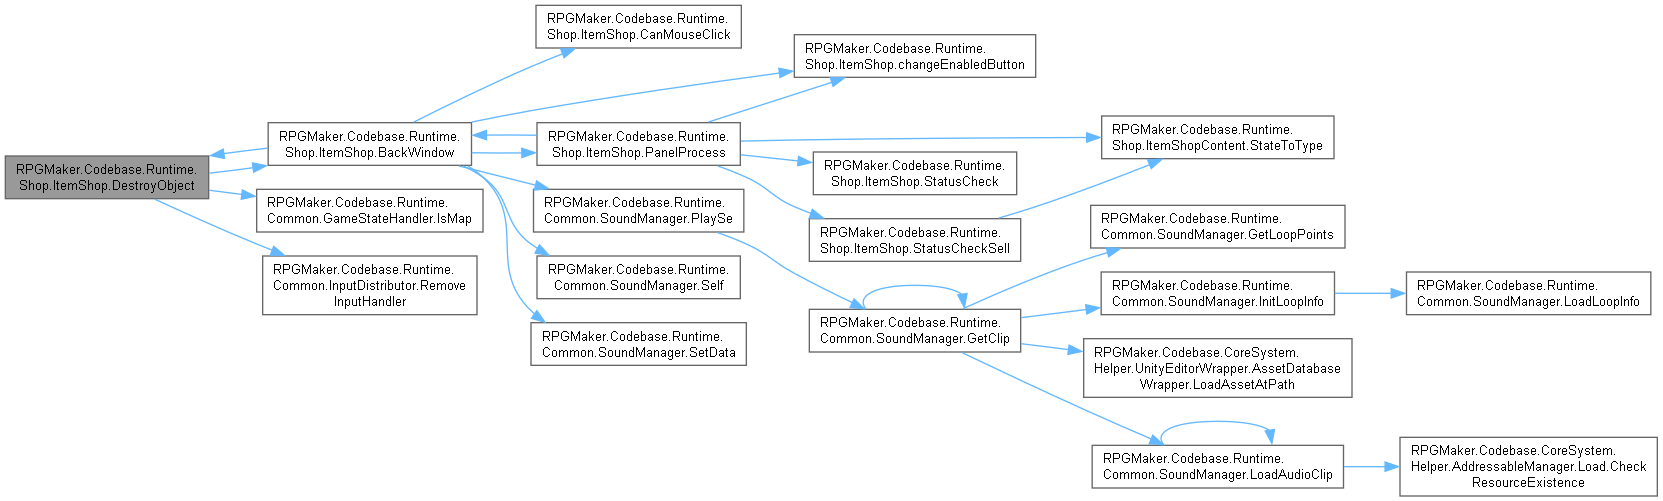 RPGMaker.Codebase.Runtime.
Shop.ItemShop.DestroyObject
RPGMaker.Codebase.Runtime.
Shop.ItemShop.BackWindow
RPGMaker.Codebase.Runtime.
Common.GameStateHandler.IsMap
RPGMaker.Codebase.Runtime.
Common.InputDistributor.Remove
InputHandler
RPGMaker.Codebase.Runtime.
Shop.ItemShop.CanMouseClick
RPGMaker.Codebase.Runtime.
Shop.ItemShop.PanelProcess
RPGMaker.Codebase.Runtime.
Common.SoundManager.PlaySe
RPGMaker.Codebase.Runtime.
Common.SoundManager.Self
RPGMaker.Codebase.Runtime.
Common.SoundManager.SetData
RPGMaker.Codebase.Runtime.
Shop.ItemShop.changeEnabledButton
RPGMaker.Codebase.Runtime.
Shop.ItemShop.StatusCheck
RPGMaker.Codebase.Runtime.
Shop.ItemShop.StatusCheckSell
RPGMaker.Codebase.Runtime.
Common.SoundManager.GetClip
RPGMaker.Codebase.Runtime.
Shop.ItemShopContent.StateToType
RPGMaker.Codebase.Runtime.
Common.SoundManager.GetLoopPoints
RPGMaker.Codebase.Runtime.
Common.SoundManager.InitLoopInfo
RPGMaker.Codebase.CoreSystem.
Helper.UnityEditorWrapper.AssetDatabase
Wrapper.LoadAssetAtPath
RPGMaker.Codebase.Runtime.
Common.SoundManager.LoadAudioClip
RPGMaker.Codebase.Runtime.
Common.SoundManager.LoadLoopInfo
RPGMaker.Codebase.CoreSystem.
Helper.AddressableManager.Load.Check
ResourceExistence